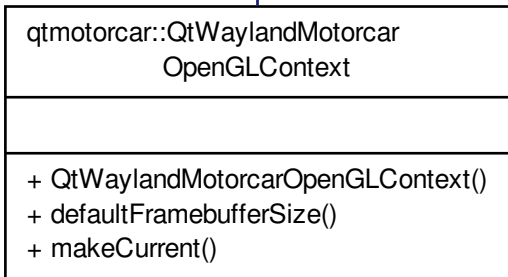 qtmotorcar::QtWaylandMotorcar
OpenGLContext
+ QtWaylandMotorcarOpenGLContext()
+ defaultFramebufferSize()
+ makeCurrent()